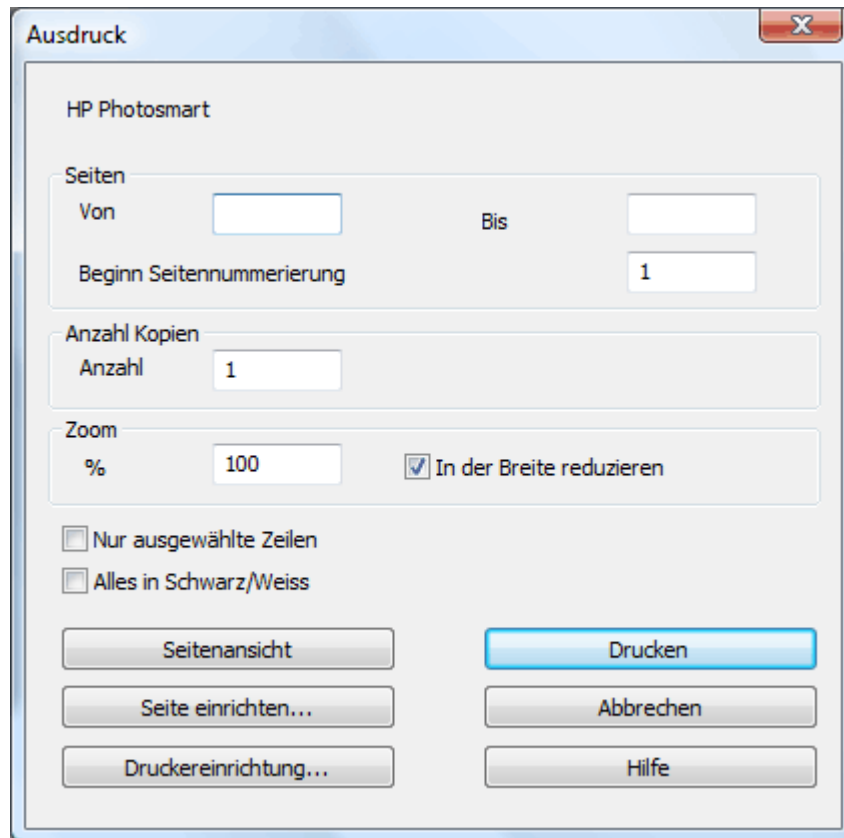 Ausdruck
HP Photosmart
Seiten
Von
Bis
Beginn Seitennummerierung 1
Anzahl Kopien
Anzahl 1
Zoom
% 100 In der Breite reduzieren
Nur ausgewählte Zeilen
Alles in Schwarz/Weiss
Seitenansicht Drucken
Seite einrichten... Abbrechen
Druckereinrichtung... Hilfe